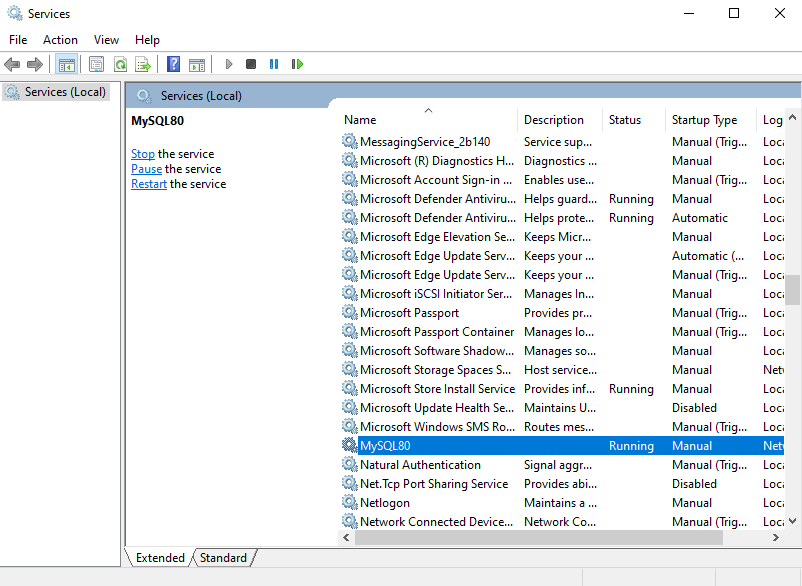 Services
File Action View Help
Services (Local)
Services (Local)
MySQL80
Stop the service
Pause the service
Restart the service
Name Description Status Startup Type Log
MessagingService_2b140 Service sup... Manual (Trig... Loca
Microsoft (R) Diagnostics H... Diagnostics ... Manual Loca
Microsoft Account Sign-in ... Enables use... Manual (Trig... Loca
Microsoft Defender Antiviru... Helps guard... Running Manual Loca
Microsoft Defender Antiviru... Helps prote... Running Automatic Loca
Microsoft Edge Elevation Se... Keeps Micr... Manual Loca
Microsoft Edge Update Serv... Keeps your ... Automatic (... Loca
Microsoft Edge Update Serv... Keeps your ... Manual (Trig... Loca
Microsoft iSCSI Initiator Ser... Manages In... Manual Loca
Microsoft Passport Provides pr... Manual (Trig... Loca
Microsoft Passport Container Manages lo... Manual (Trig... Loca
Microsoft Software Shadow... Manages so... Manual Loca
Microsoft Storage Spaces S... Host service... Manual Netw
Microsoft Store Install Service Provides inf... Running Manual Loca
Microsoft Update Health Se... Maintains U... Disabled Loca
Microsoft Windows SMS Ro... Routes mes... Manual (Trig... Loca
MySQL80 Running Manual Netw
Natural Authentication Signal aggr... Manual (Trig... Loca
Net.Tcp Port Sharing Service Provides abi... Disabled Loca
Netlogon Maintains a ... Manual Loca
Network Connected Device... Network Co... Manual (Trig... Loca
Extended Standard